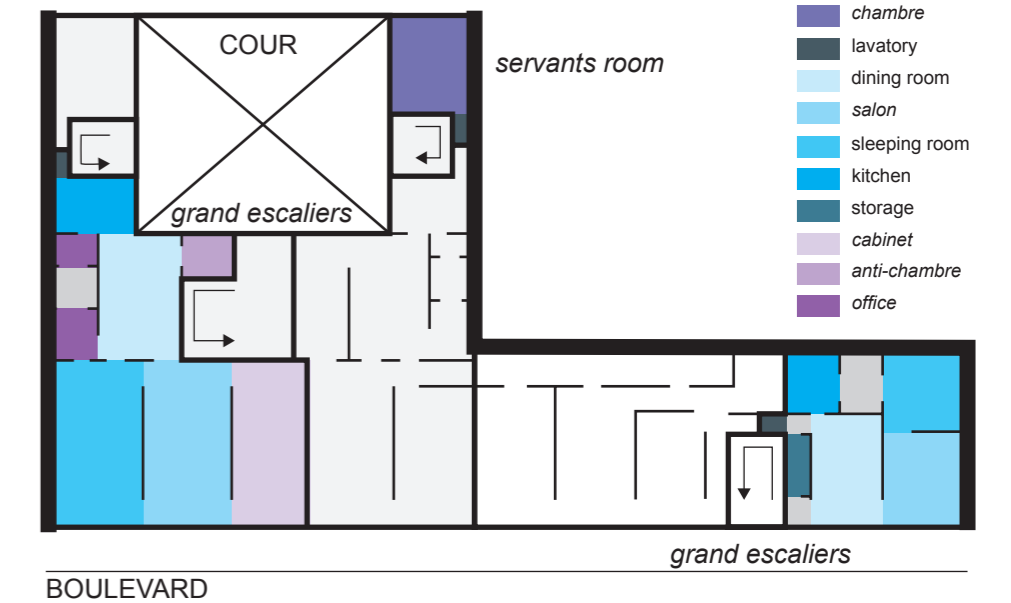 COUR
servants room
grand escaliers
chambre
lavatory
dining room
salon
sleeping room
kitchen
storage
cabinet
anti-chambre
office
grand escaliers
BOULEVARD